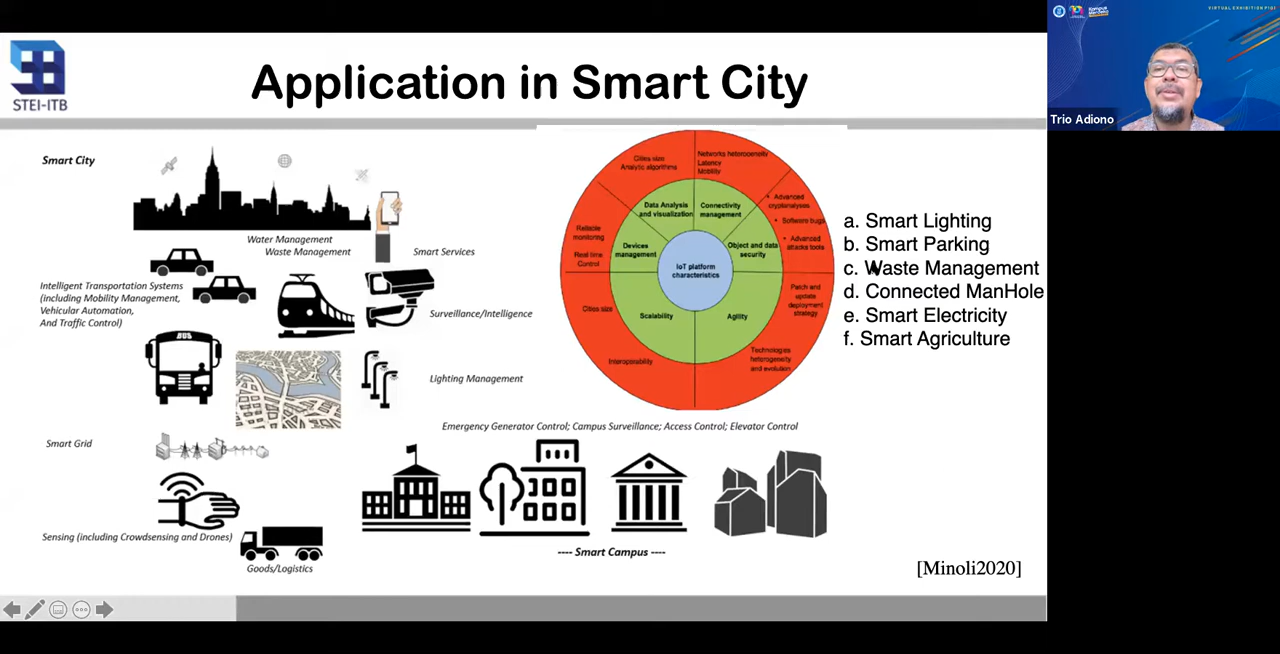 STEI-ITB
Application in Smart City
VIRTUAL EXHIBITION
Trio Adiono
Smart City
Water Management
Waste Management
Smart Services
Intelligent Transportation Systems
(including Mobility Management,
Vehicular Automation,
And Traffic Control)
Surveillance/Intelligence
BUS
Lighting Management
Smart Grid
Sensing (including Crowdsensing and Drones)
Goods/Logistics
Emergency Generator Control; Campus Surveillance; Access Control; Elevator Control
---- Smart Campus ----
Cities size
Analytic algorithms
Networks heterogeneity
Latency
Mobility
• Advanced
cryptanalyses
• Software bugs
• Advanced
attacks tools
Patch and
update
deployment
strategy
Technologies
heterogeneity
and evolution
Interoperability
Cities size
Reliable
monitoring
Real time
Control
Data Analysis
and visualization
Connectivity
management
Devices
management
Object and data
security
Scalability
Agility
IoT platform
characteristics
a. Smart Lighting
b. Smart Parking
c. Waste Management
d. Connected ManHole
e. Smart Electricity
f. Smart Agriculture
[Minoli2020]